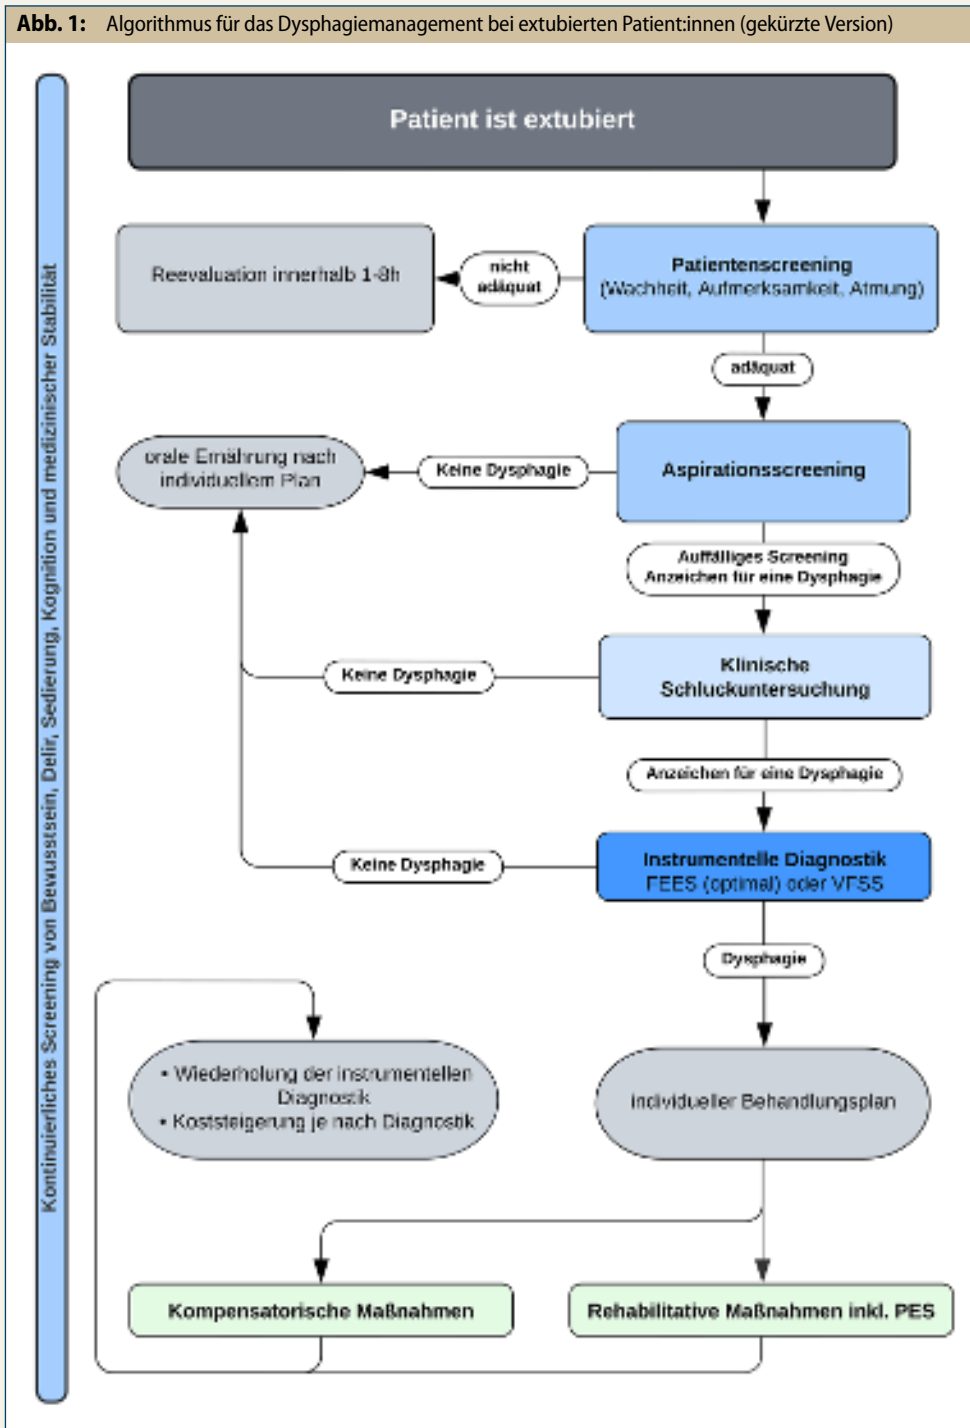 Abb. 1: Algorithmus für das Dysphagiemanagement bei extubierten Patient:innen (gekürzte Version)
Kontinuierliches Screening von Bewusstsein, Delir, Sedierung, Kognition und medizinischer Stabilität
Patient ist extubiert
Patientenscreening
(Wachheit, Aufmerksamkeit, Atmung)
nicht
adäquat
Reevaluation innerhalb 1-8h
adäquat
Aspirationsscreening
Keine Dysphagie
orale Ernährung nach
individuellem Plan
Auffälliges Screening
Anzeichen für eine Dysphagie
Klinische
Schluckuntersuchung
Keine Dysphagie
Anzeichen für eine Dysphagie
Instrumentelle Diagnostik
FEES (optimal) oder VFSS
Keine Dysphagie
Dysphagie
individueller Behandlungsplan
• Wiederholung der instrumentellen
Diagnostik
• Koststeigerung je nach Diagnostik
Kompensatorische Maßnahmen
Rehabilitative Maßnahmen inkl. PES